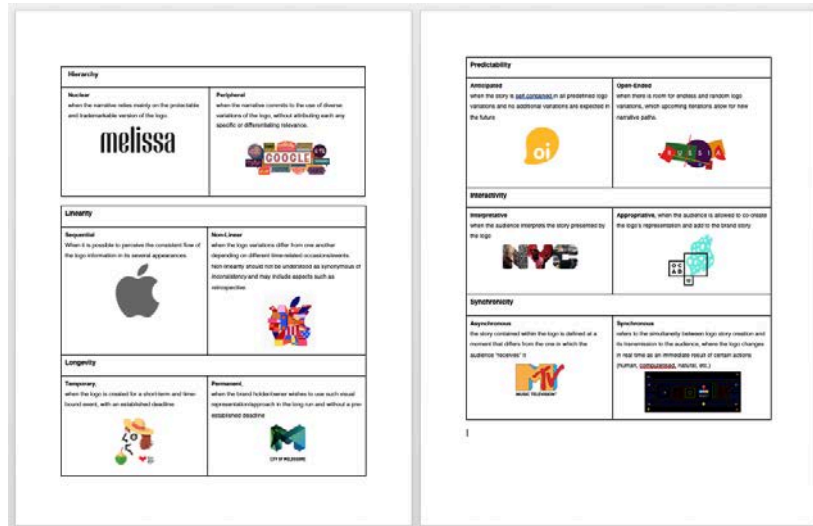 Hierarchy
Nuclear
when the narrative relies mainly on the protectable
and trademarkable version of the logo.
melissa
Peripheral
when the narrative commits to the use of diverse
variations of the logo, without attributing each any
specific or differentiating relevance.
GOOGLE
Linearity
Sequential
When it is possible to perceive the consistent flow of
the logo information in its several appearances.
Non-Linear
when the logo variations differ from one another
depending on different time-related occasions/events.
Non-linearity should not be understood as synonymous of
inconsistency and may include aspects such as
retrospective.
Longevity
Temporary,
when the logo is created for a short-term and time-
bound event, with an established deadline
Permanent,
when the brand holder/owner wishes to use such visual
representation/approach in the long run and without a pre-
established deadline
CITY OF MELBOURNE
Predictability
Anticipated
when the story is self-contained in all predefined logo
variations and no additional variations are expected in
the future
oi
Open-Ended
when there is room for endless and random logo
variations, which upcoming iterations allow for new
narrative paths.
RUSSIA
Interactivity
Interpretative
when the audience interprets the story presented by
the logo
NYC
Appropriative, when the audience is allowed to co-create
the logo's representation and add to the brand story
OC
AD
U
Synchronicity
Asynchronous
the story contained within the logo is defined at a
moment that differs from the one in which the
audience "receives" it
MTV
MUSIC TELEVISION
Synchronous
refers to the simultaneity between logo story creation and
its transmission to the audience, where the logo changes
in real time as an immediate result of certain actions
(human, computerised, natural, etc.)